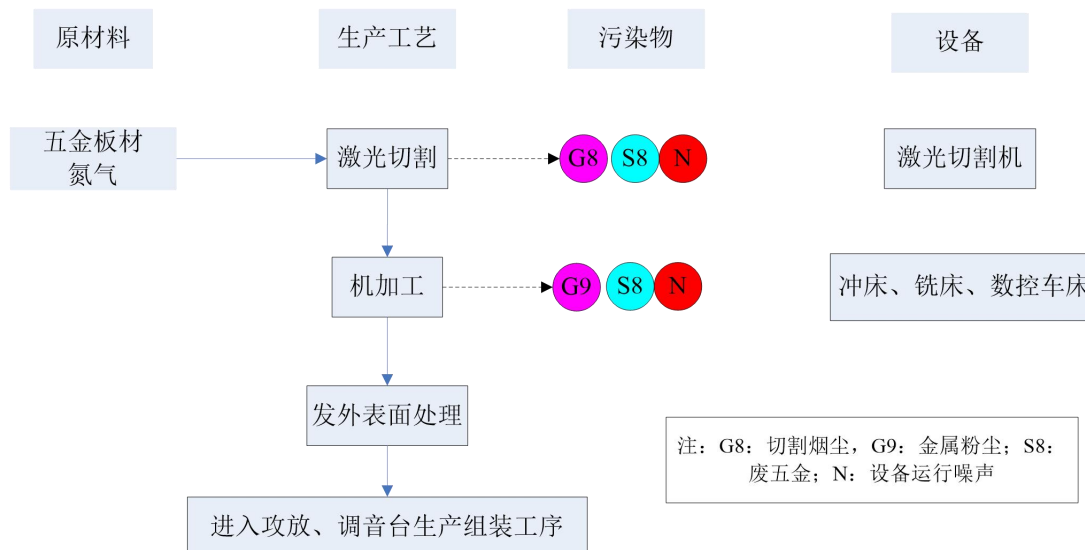 原材料
生产工艺
污染物
设备
五金板材
氮气
激光切割
G8
S8
N
激光切割机
机加工
G9
S8
N
冲床、铣床、数控车床
发外表面处理
注：G8：切割烟尘，G9：金属粉尘；S8：
废五金；N：设备运行噪声
进入攻放、调音台生产组装工序